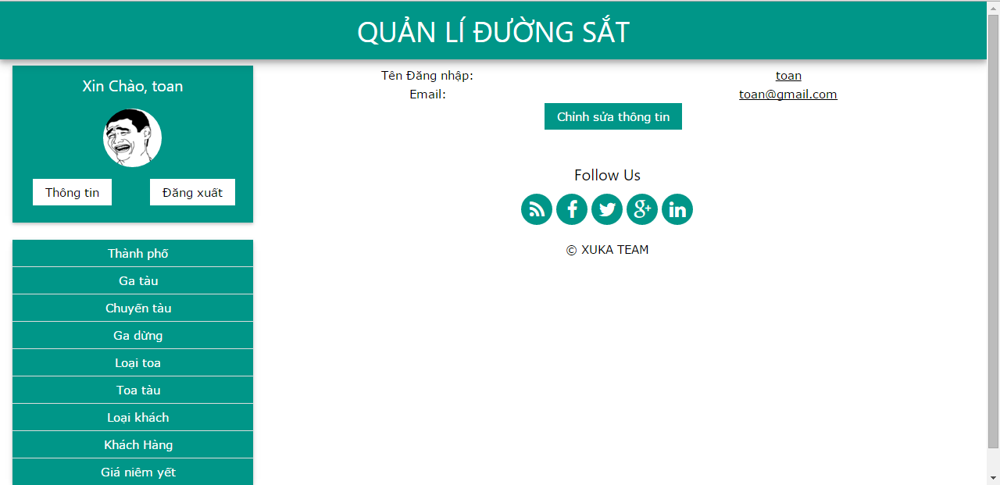 QUẢN LÍ ĐƯỜNG SẮT
Xin Chào, toan
Thông tin Đăng xuất
Thành phố
Ga tàu
Chuyến tàu
Ga dừng
Loại toa
Toa tàu
Loại khách
Khách Hàng
Giá niêm yết
Tên Đăng nhập: toan
Email: toan@gmail.com
Chỉnh sửa thông tin
Follow Us
© XUKA TEAM